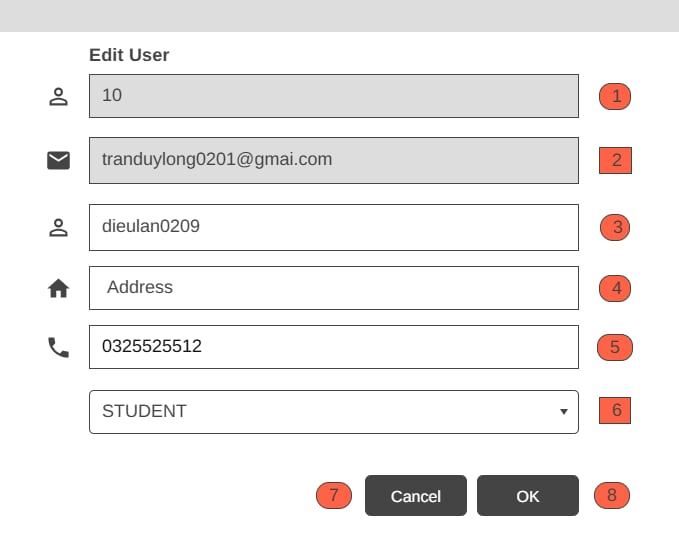 Edit User
10 1
tranduylong0201@gmai.com 2
dieulan0209 3
Address 4
0325525512 5
STUDENT 6
7 Cancel OK 8